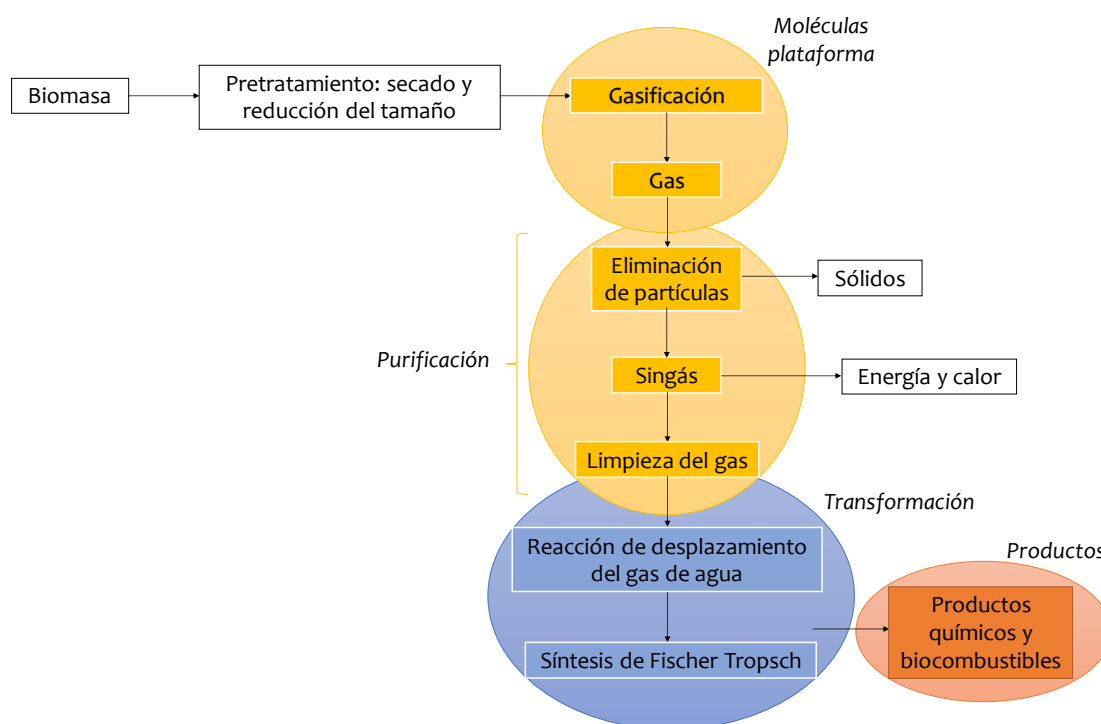 Moléculas
plataforma
Biomasa
Pretratamiento: secado y
reducción del tamaño
Gasificación
Gas
Eliminación
de partículas
Sólidos
Purificación
Singás
Energía y calor
Limpieza del gas
Transformación
Reacción de desplazamiento
del gas de agua
Productos
Productos
químicos y
biocombustibles
Síntesis de Fischer Tropsch